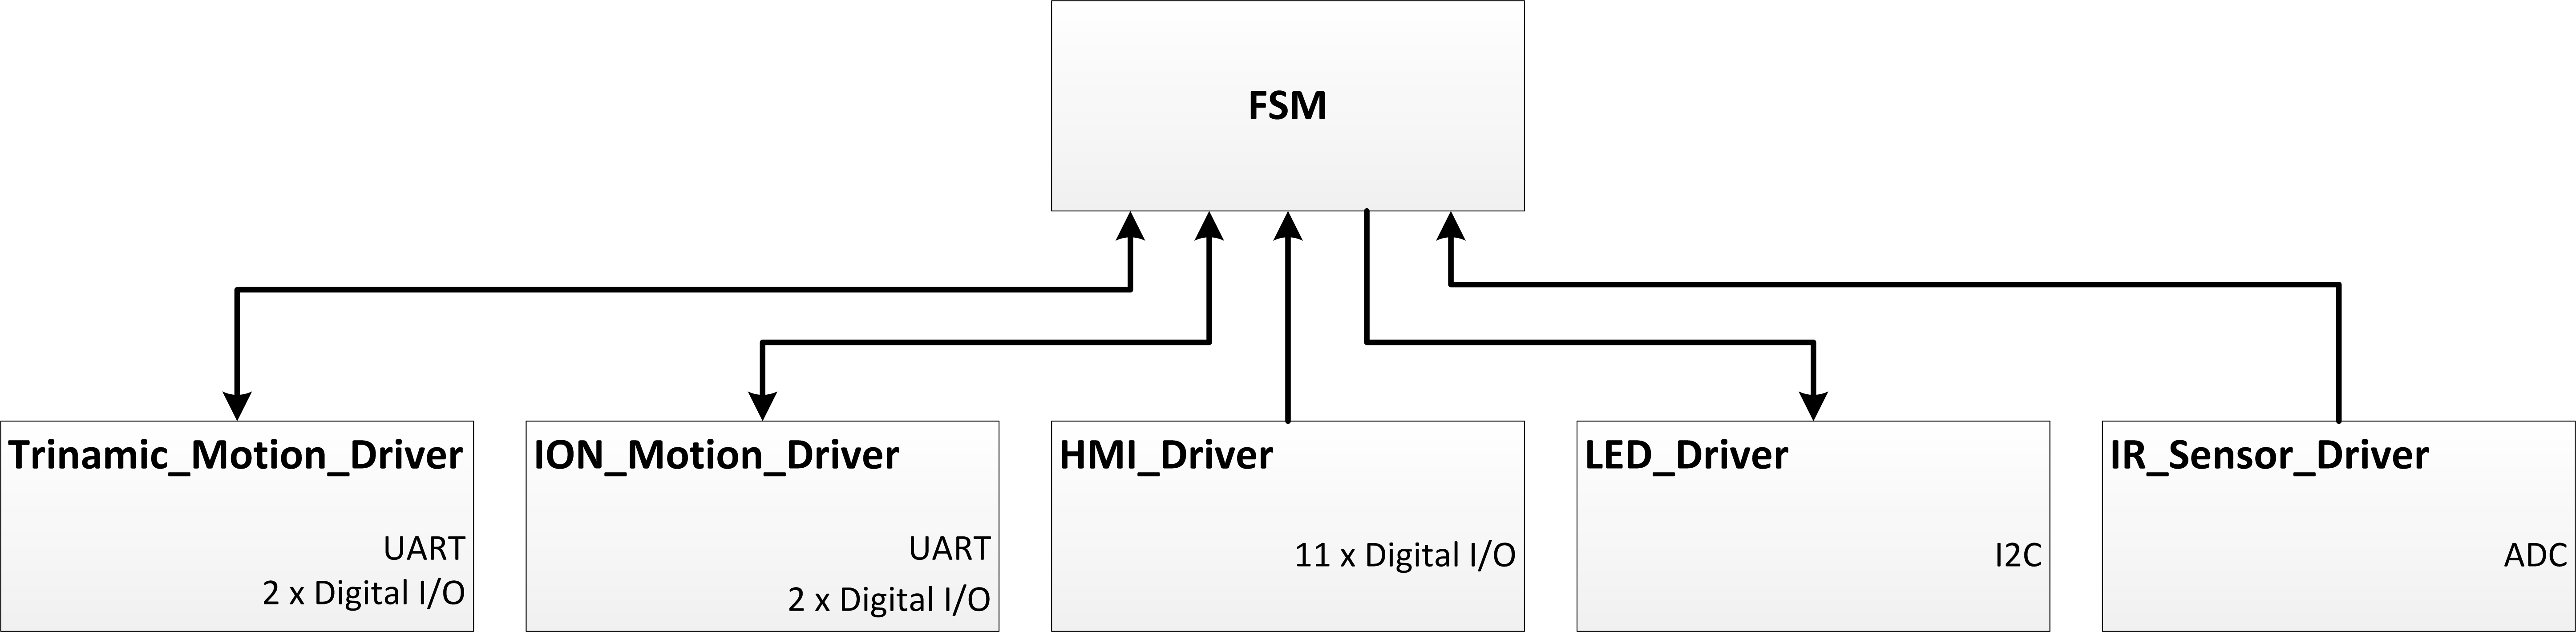 FSM
Trinamic_Motion_Driver
UART
2 x Digital I/O
ION_Motion_Driver
UART
2 x Digital I/O
HMI_Driver
11 x Digital I/O
LED_Driver
I2C
IR_Sensor_Driver
ADC